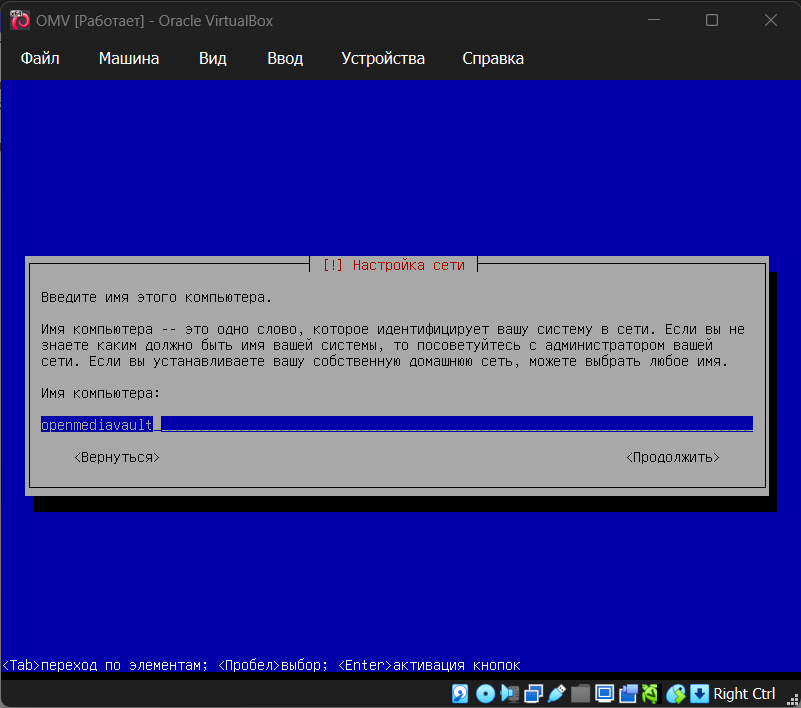 OMV [Работает] - Oracle VirtualBox
Файл Машина Вид Ввод Устройства Справка
[!] Настройка сети
Введите имя этого компьютера.
Имя компьютера -- это одно слово, которое идентифицирует вашу систему в сети. Если вы не
знаете каким должно быть имя вашей системы, то посоветуйтесь с администратором вашей
сети. Если вы устанавливаете вашу собственную домашнюю сеть, можете выбрать любое имя.
Имя компьютера:
openmediavault
<Вернуться> <Продолжить>
<Tab>переход по элементам; <Пробел>выбор; <Enter>активация кнопок
Right Ctrl